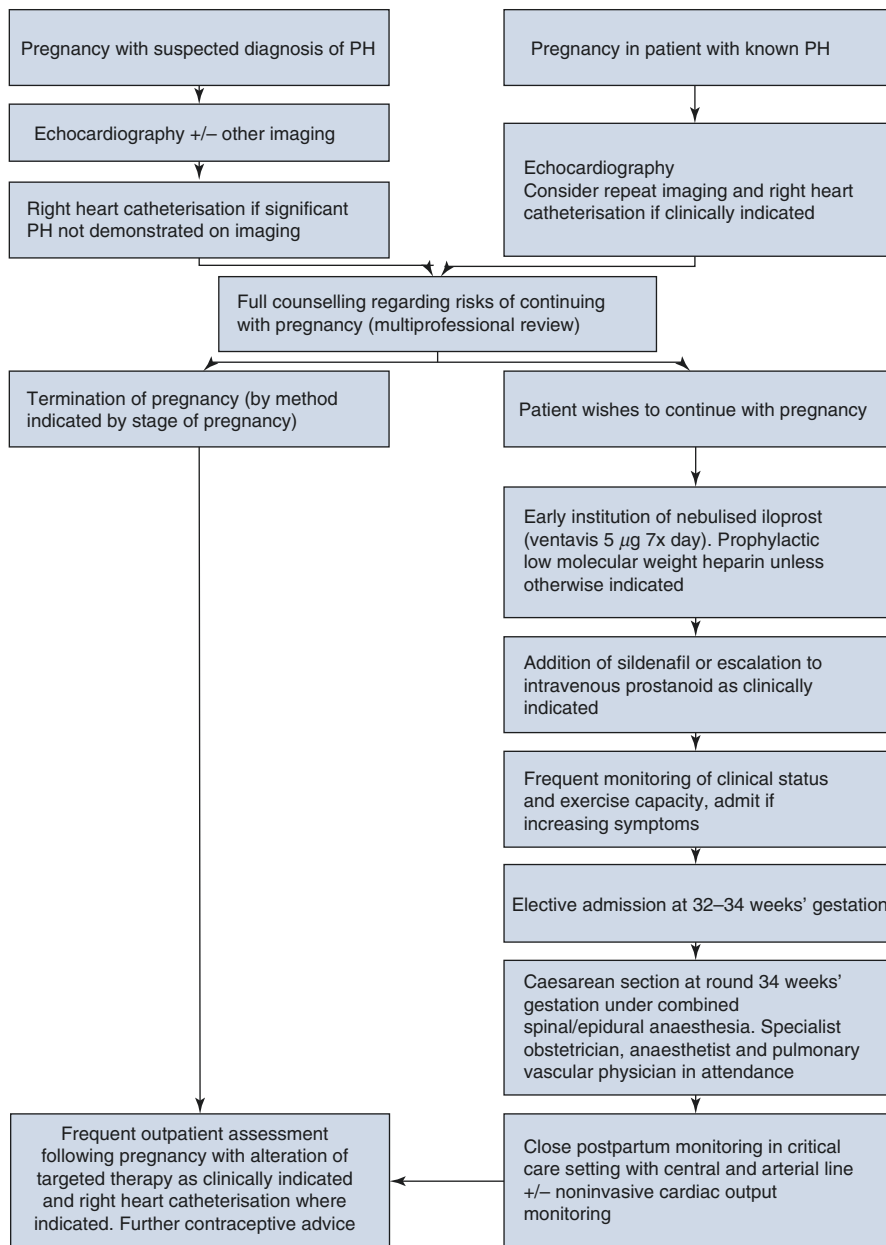 Pregnancy with suspected diagnosis of PH
Pregnancy in patient with known PH
Echocardiography +/– other imaging
Echocardiography
Consider repeat imaging and right heart
catheterisation if clinically indicated
Right heart catheterisation if significant
PH not demonstrated on imaging
Full counselling regarding risks of continuing
with pregnancy (multiprofessional review)
Termination of pregnancy (by method
indicated by stage of pregnancy)
Patient wishes to continue with pregnancy
Early institution of nebulised iloprost
(ventavis 5 μg 7x day). Prophylactic
low molecular weight heparin unless
otherwise indicated
Addition of sildenafil or escalation to
intravenous prostanoid as clinically
indicated
Frequent monitoring of clinical status
and exercise capacity, admit if
increasing symptoms
Elective admission at 32–34 weeks' gestation
Caesarean section at round 34 weeks'
gestation under combined
spinal/epidural anaesthesia. Specialist
obstetrician, anaesthetist and pulmonary
vascular physician in attendance
Frequent outpatient assessment
following pregnancy with alteration of
targeted therapy as clinically indicated
and right heart catheterisation where
indicated. Further contraceptive advice
Close postpartum monitoring in critical
care setting with central and arterial line
+/– noninvasive cardiac output
monitoring